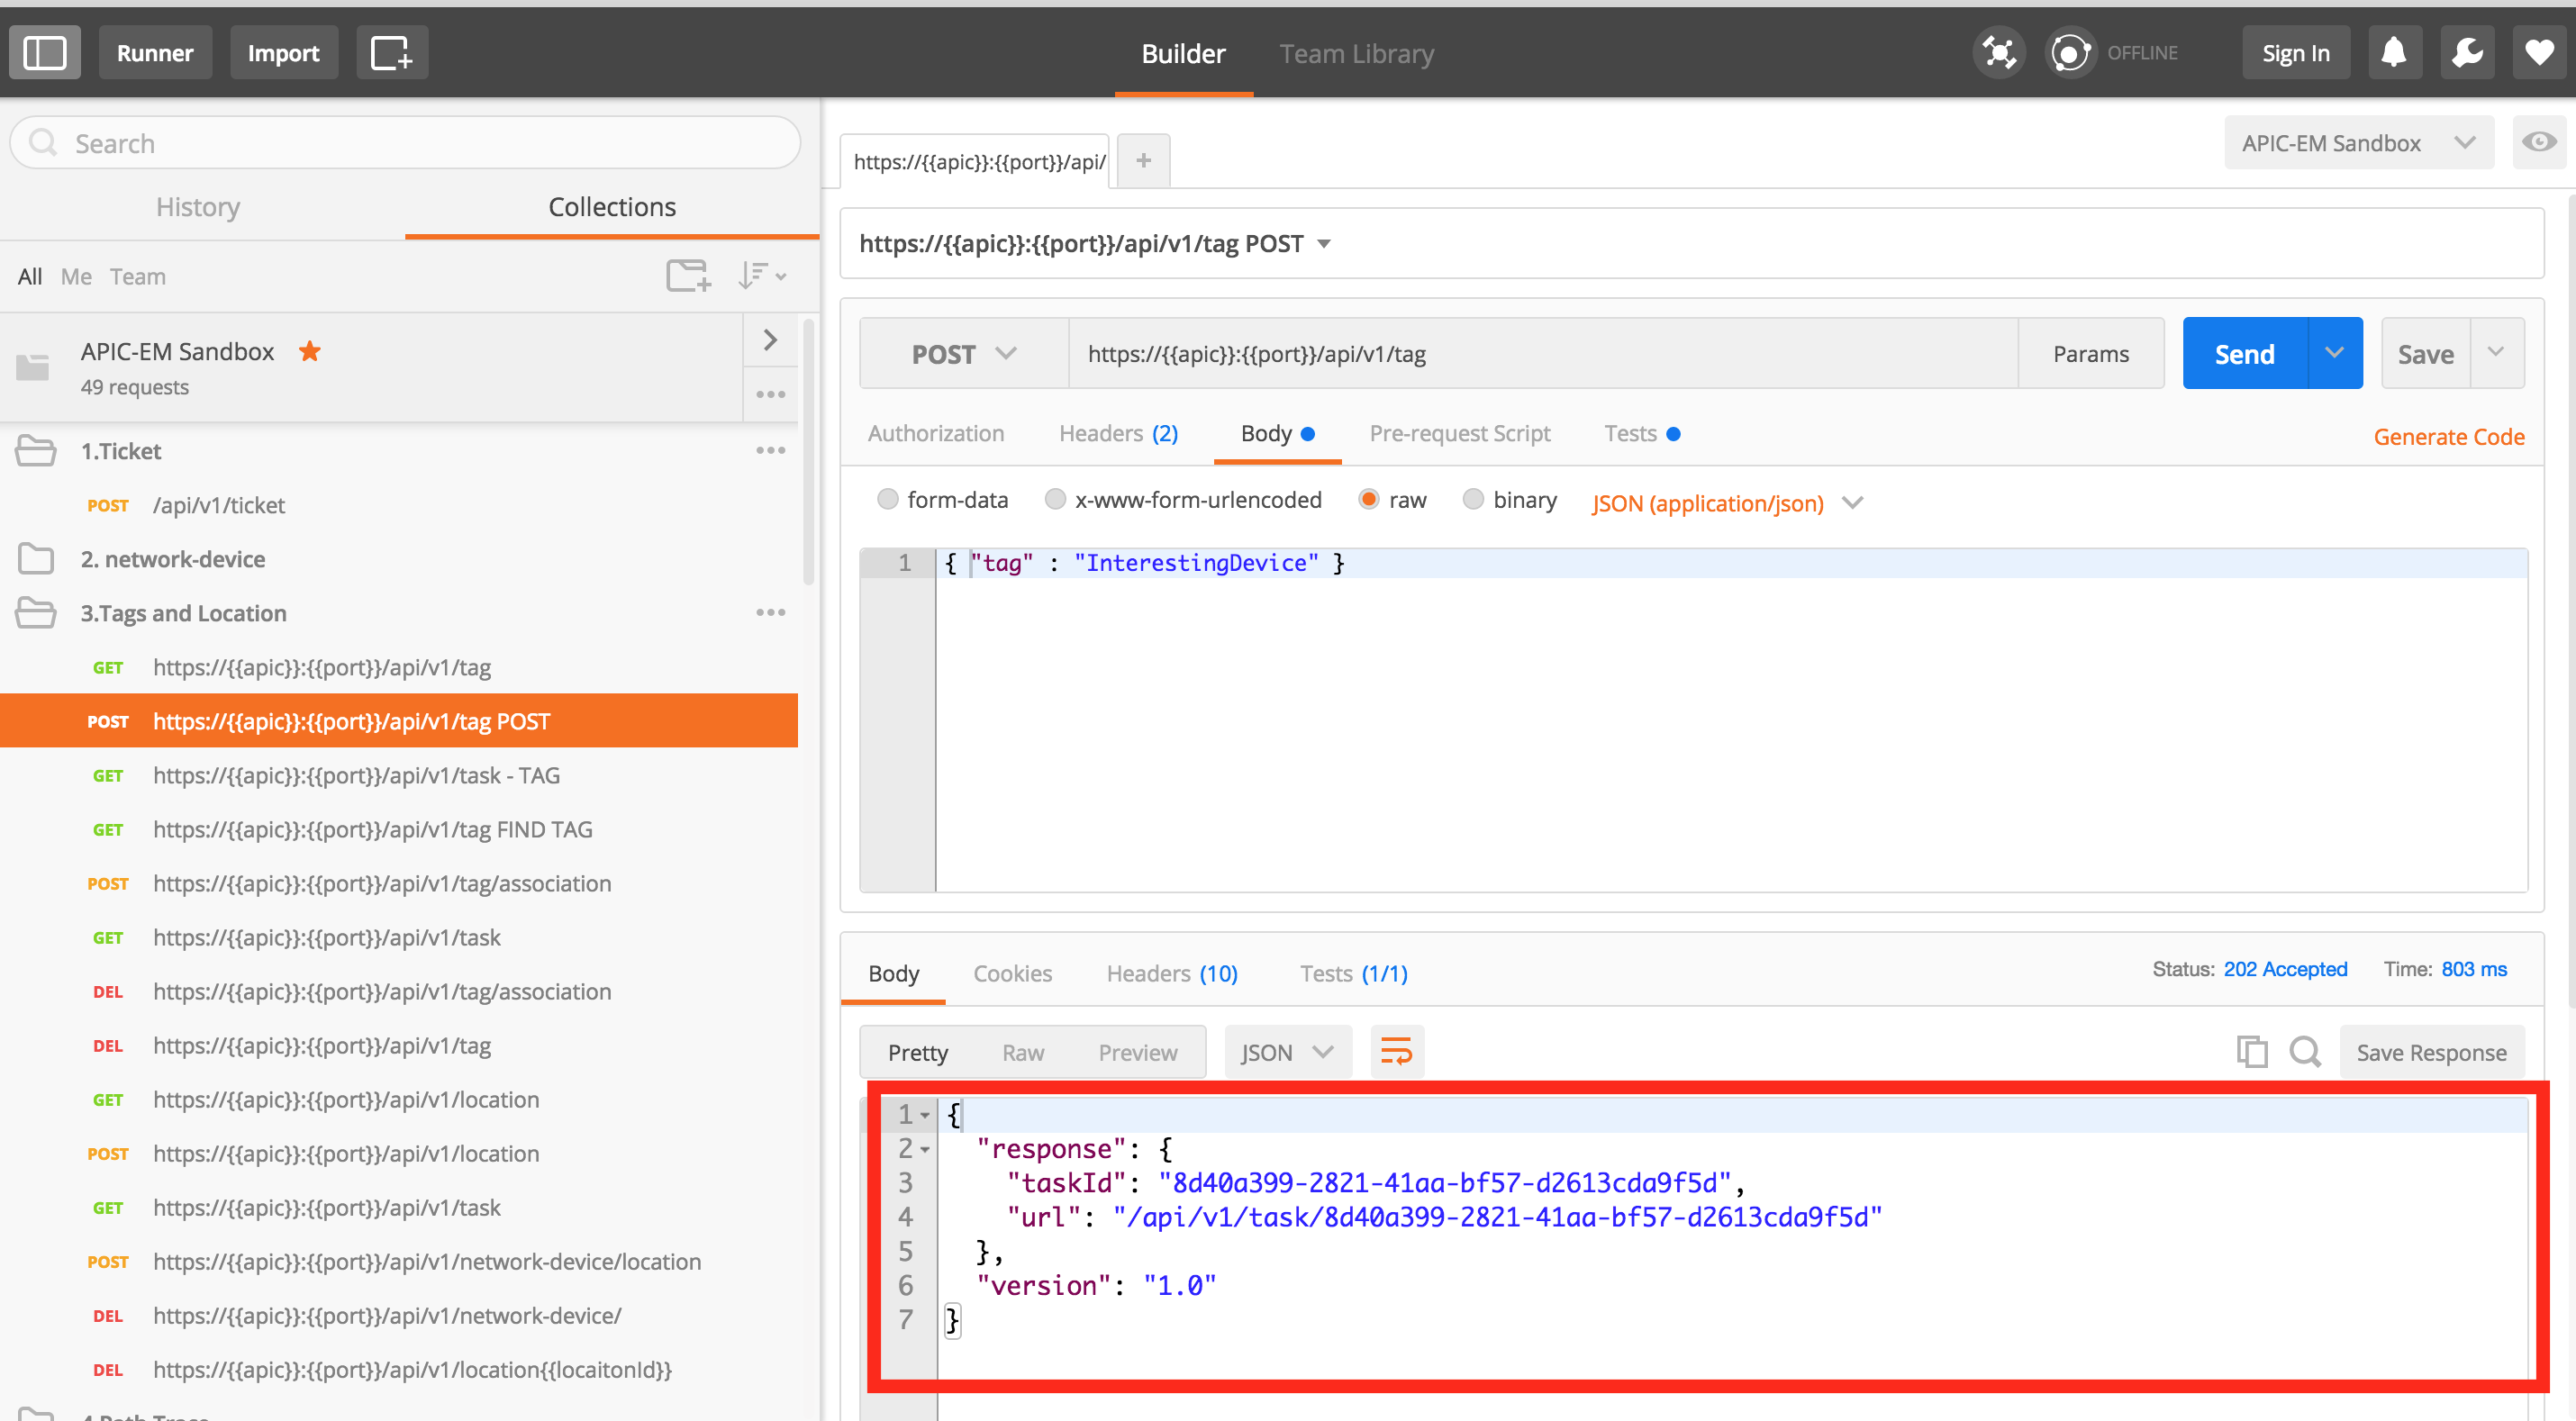 Runner Import Builder Team Library OFFLINE Sign In
Search
History Collections
All Me Team
APIC-EM Sandbox
49 requests
1.Ticket
POST /api/v1/ticket
2. network-device
3.Tags and Location
GET https://{{apic}}:{{port}}/api/v1/tag
POST https://{{apic}}:{{port}}/api/v1/tag POST
GET https://{{apic}}:{{port}}/api/v1/task - TAG
GET https://{{apic}}:{{port}}/api/v1/tag FIND TAG
POST https://{{apic}}:{{port}}/api/v1/tag/association
GET https://{{apic}}:{{port}}/api/v1/task
DEL https://{{apic}}:{{port}}/api/v1/tag/association
DEL https://{{apic}}:{{port}}/api/v1/tag
GET https://{{apic}}:{{port}}/api/v1/location
POST https://{{apic}}:{{port}}/api/v1/location
GET https://{{apic}}:{{port}}/api/v1/task
POST https://{{apic}}:{{port}}/api/v1/network-device/location
DEL https://{{apic}}:{{port}}/api/v1/network-device/
DEL https://{{apic}}:{{port}}/api/v1/location{{locaitonId}}
4.Path Trace
https://{{apic}}:{{port}}/api/ +
APIC-EM Sandbox
https://{{apic}}:{{port}}/api/v1/tag POST
POST https://{{apic}}:{{port}}/api/v1/tag Params Send Save
Authorization Headers (2) Body Pre-request Script Tests Generate Code
form-data x-www-form-urlencoded raw binary JSON (application/json)
1 { "tag" : "InterestingDevice" }
Body Cookies Headers (10) Tests (1/1) Status: 202 Accepted Time: 803 ms
Pretty Raw Preview JSON Save Response
1 {
2 "response": {
3 "taskId": "8d40a399-2821-41aa-bf57-d2613cda9f5d",
4 "url": "/api/v1/task/8d40a399-2821-41aa-bf57-d2613cda9f5d"
5 },
6 "version": "1.0"
7 }